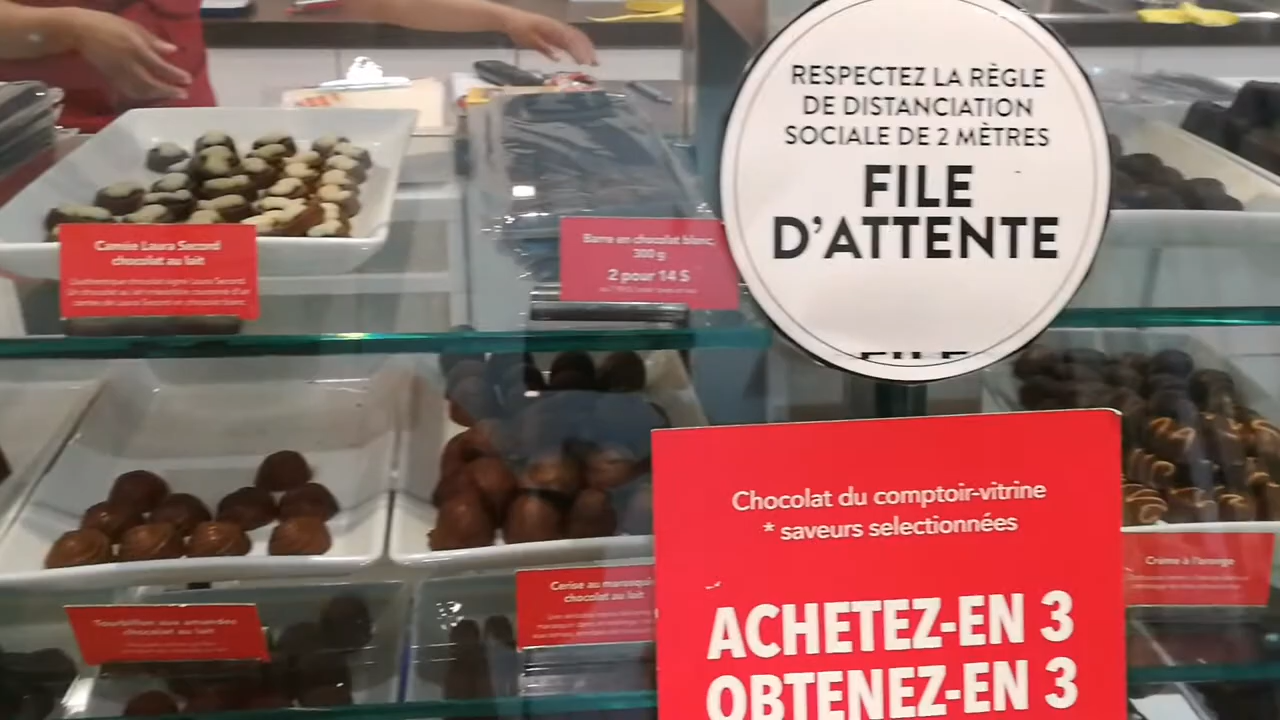 RESPECTEZ LA RÈGLE
DE DISTANCIATION
SOCIALE DE 2 MÈTRES
FILE
D'ATTENTE
FILE
Camée Laura Secord
chocolat au lait
Barre en chocolat blanc,
300 g
2 pour 14 $
Chocolat du comptoir-vitrine
* saveurs selectionnées
ACHETEZ-EN 3
OBTENEZ-EN 3
Crème à l'orange
Cerise au marasquin
chocolat au lait
Tourbillon aux amandes
chocolat au lait